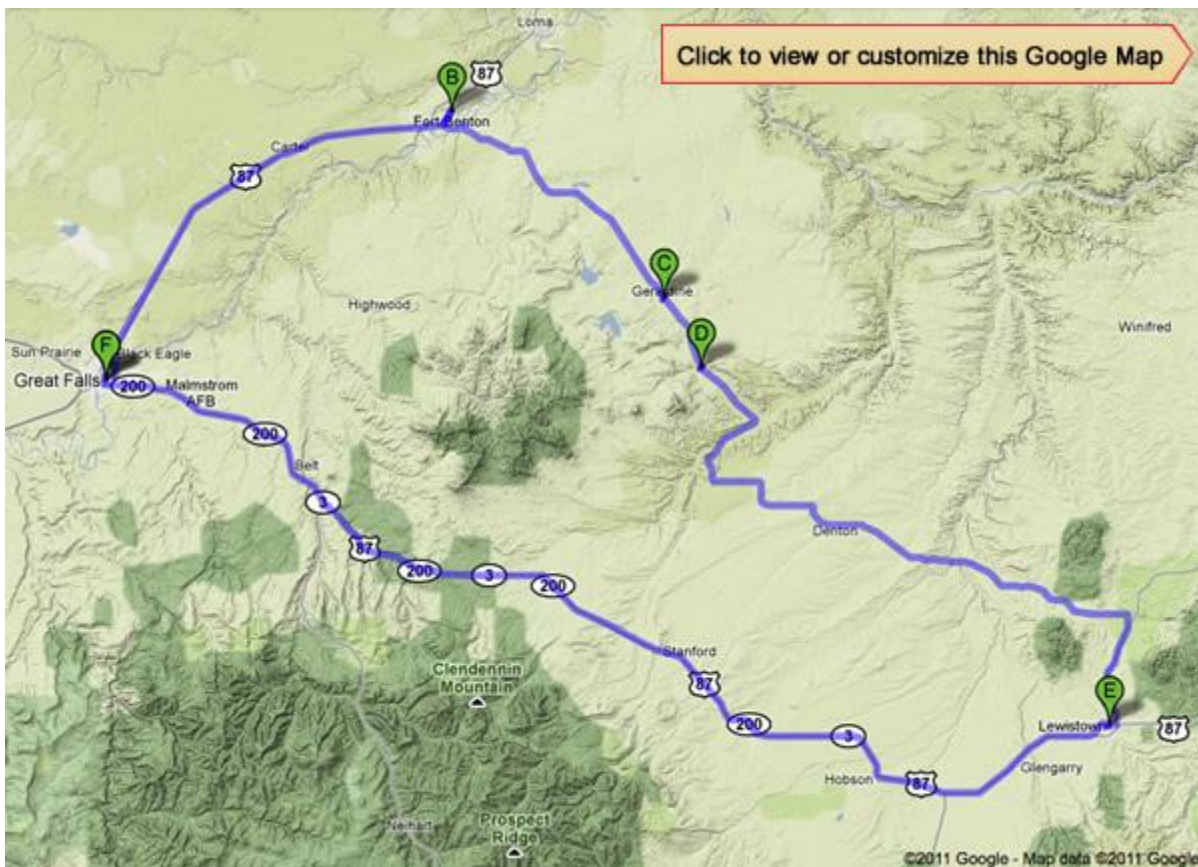 Loma
Click to view or customize this Google Map
B
87
Fort Benton
Carter
87
C
Geraldine
Highwood
D
Winifred
F
Sun Prairie
Black Eagle
Great Falls
200
Malmstrom
AFB
200
Belt
3
87
200
3
200
Denton
Stanford
Clendennin
Mountain
87
E
200
3
Lewistown
87
Glengarry
Hobson
87
Neihart
Prospect
Ridge
©2011 Google - Map data ©2011 Google